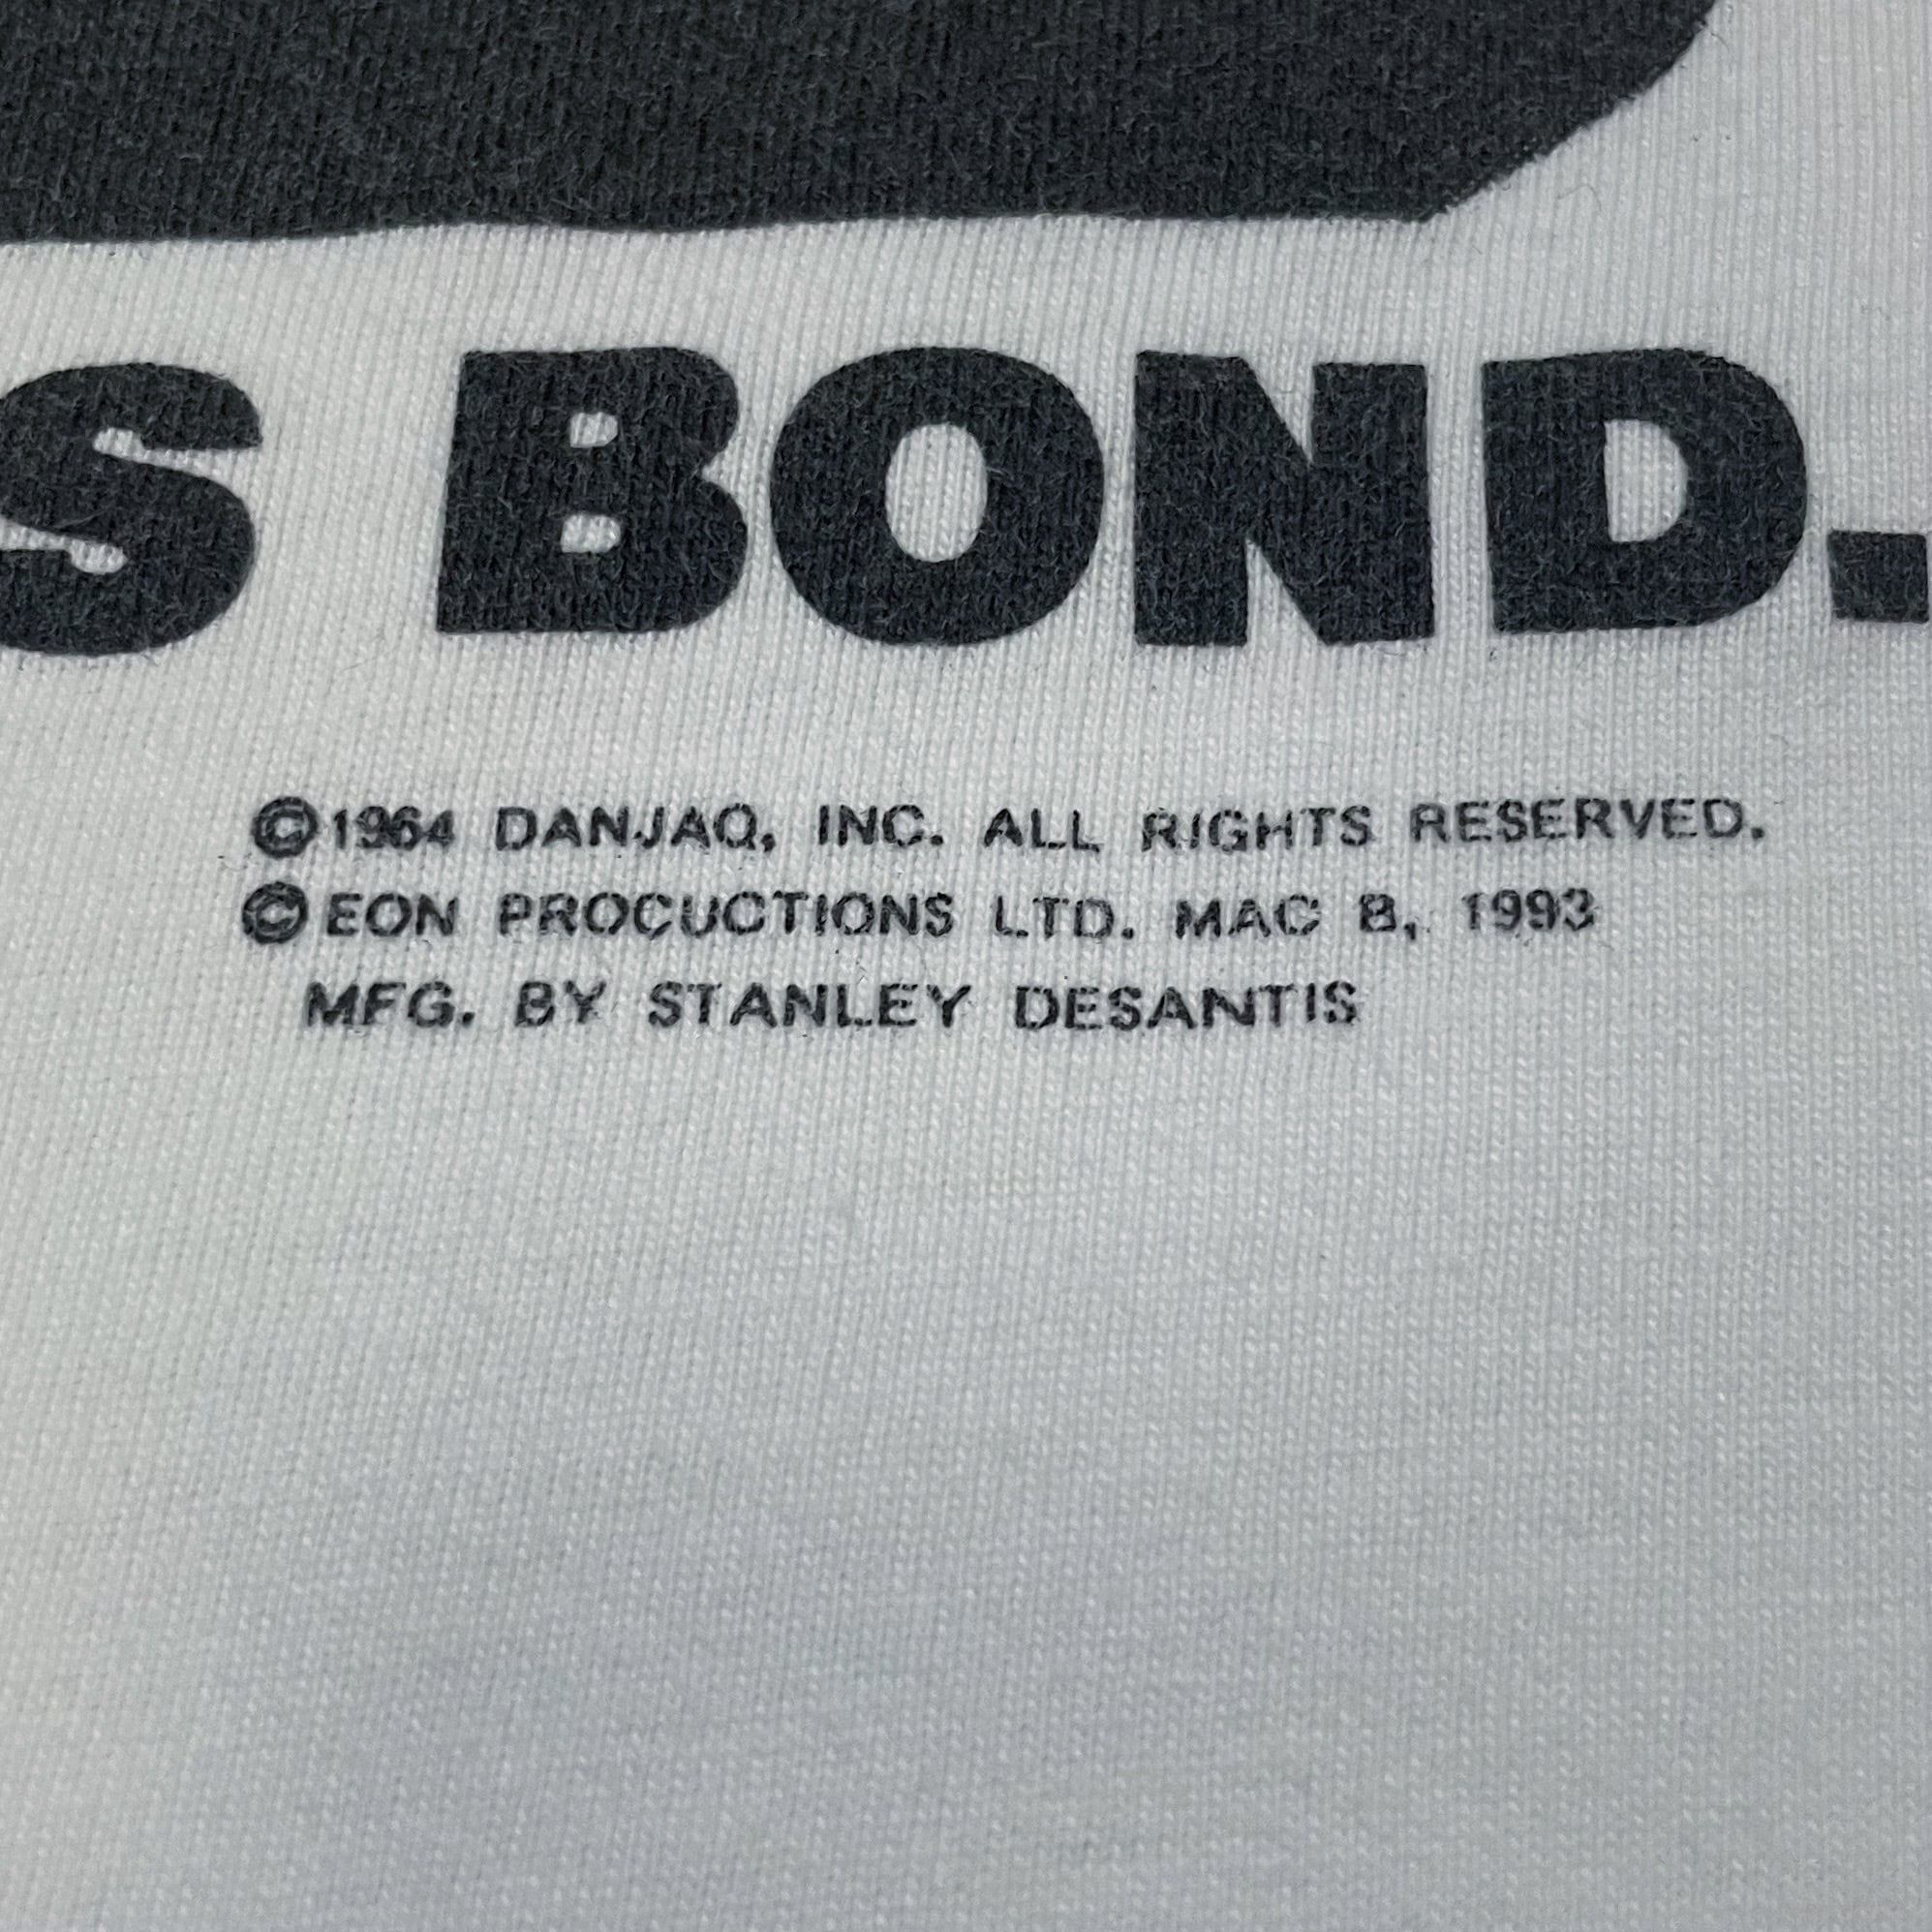 S BOND.
©1964 DANJAQ, INC. ALL RIGHTS RESERVED.
©EON PROCUCTIONS LTD. MAC B, 1993
MFG. BY STANLEY DESANTIS